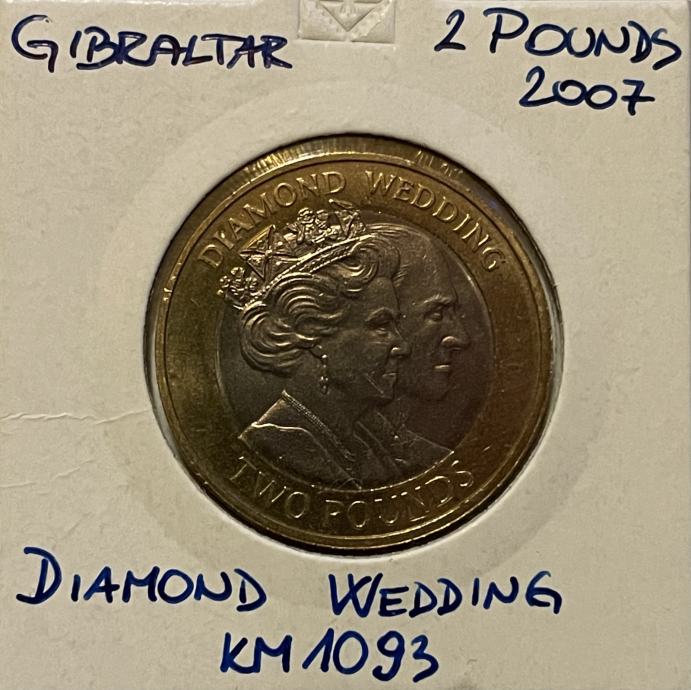 GIBRALTAR
2 POUNDS
2007
DIAMOND WEDDING
TWO POUNDS
DIAMOND WEDDING
KM1093